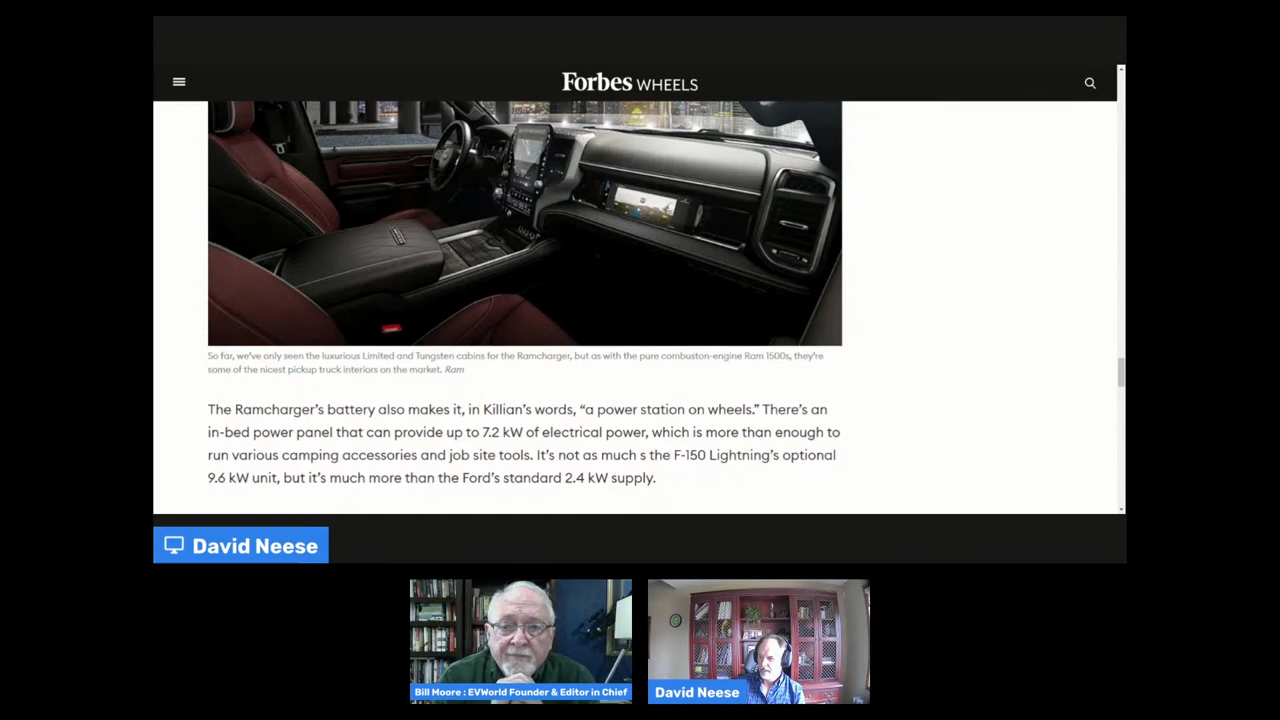 Forbes WHEELS
So far, we've only seen the luxurious Limited and Tungsten cabins for the Ramcharger, but as with the pure combuston-engine Ram 1500s, they're
some of the nicest pickup truck interiors on the market. Ram
The Ramcharger's battery also makes it, in Killian's words, “a power station on wheels.” There's an
in-bed power panel that can provide up to 7.2 kW of electrical power, which is more than enough to
run various camping accessories and job site tools. It's not as much s the F-150 Lightning's optional
9.6 kW unit, but it's much more than the Ford's standard 2.4 kW supply.
David Neese
Bill Moore : EVWorld Founder & Editor in Chief
David Neese